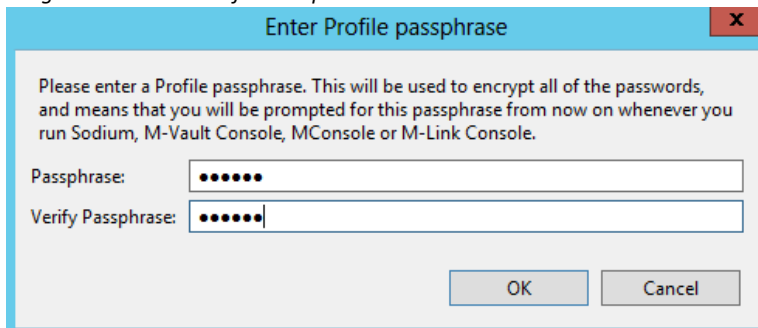 Enter Profile passphrase
x
Please enter a Profile passphrase. This will be used to encrypt all of the passwords,
and means that you will be prompted for this passphrase from now on whenever you
run Sodium, M-Vault Console, MConsole or M-Link Console.
Passphrase: ●●●●●●
Verify Passphrase: ●●●●●●
OK Cancel